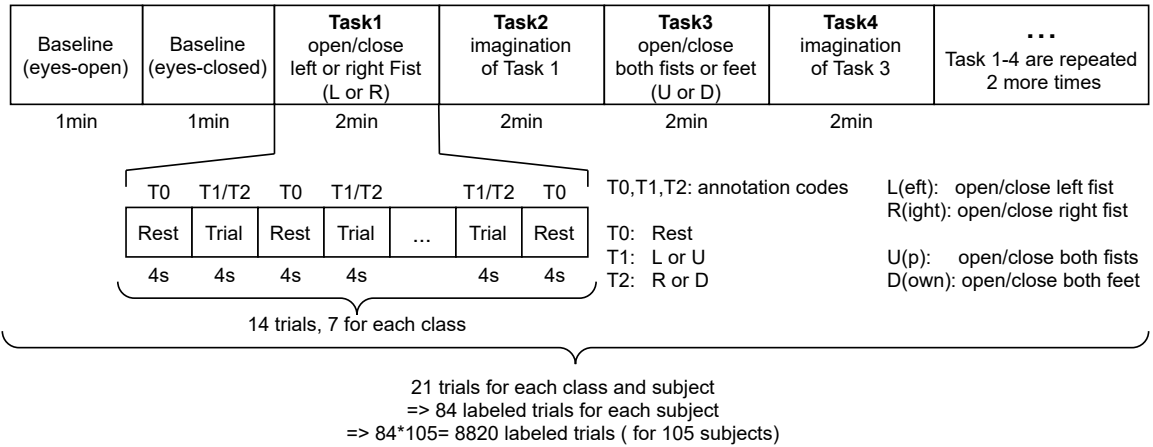 Baseline
(eyes-open)
Baseline
(eyes-closed)
Task1
open/close
left or right Fist
(L or R)
Task2
imagination
of Task 1
Task3
open/close
both fists or feet
(U or D)
Task4
imagination
of Task 3
...
Task 1-4 are repeated
2 more times
1min 1min 2min 2min 2min 2min
T0 T1/T2 T0 T1/T2 T1/T2 T0
Rest Trial Rest Trial ... Trial Rest
4s 4s 4s 4s 4s 4s
14 trials, 7 for each class
T0,T1,T2: annotation codes
T0: Rest
T1: L or U
T2: R or D
L(eft): open/close left fist
R(ight): open/close right fist
U(p): open/close both fists
D(own): open/close both feet
21 trials for each class and subject
=> 84 labeled trials for each subject
=> 84*105= 8820 labeled trials ( for 105 subjects)